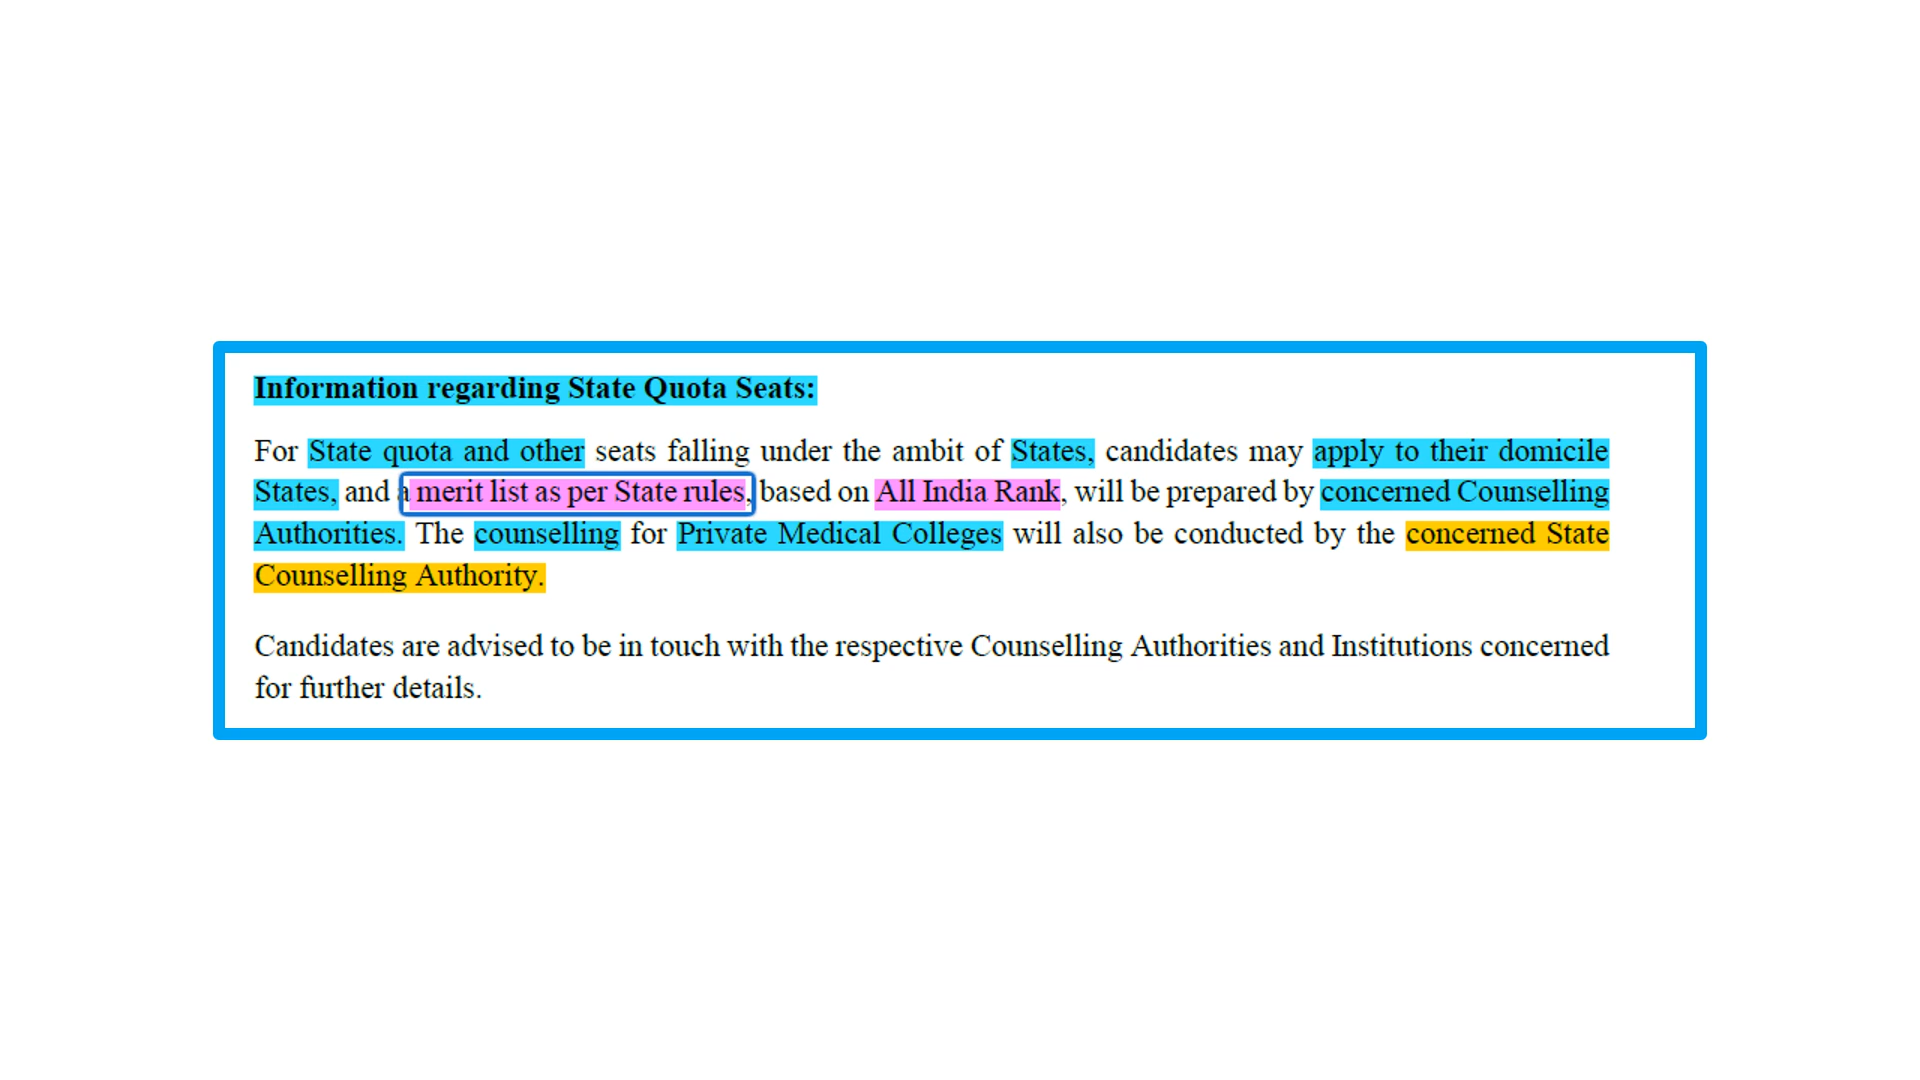 Information regarding State Quota Seats:
For State quota and other seats falling under the ambit of States, candidates may apply to their domicile
States, and a merit list as per State rules, based on All India Rank, will be prepared by concerned Counselling
Authorities. The counselling for Private Medical Colleges will also be conducted by the concerned State
Counselling Authority.
Candidates are advised to be in touch with the respective Counselling Authorities and Institutions concerned
for further details.